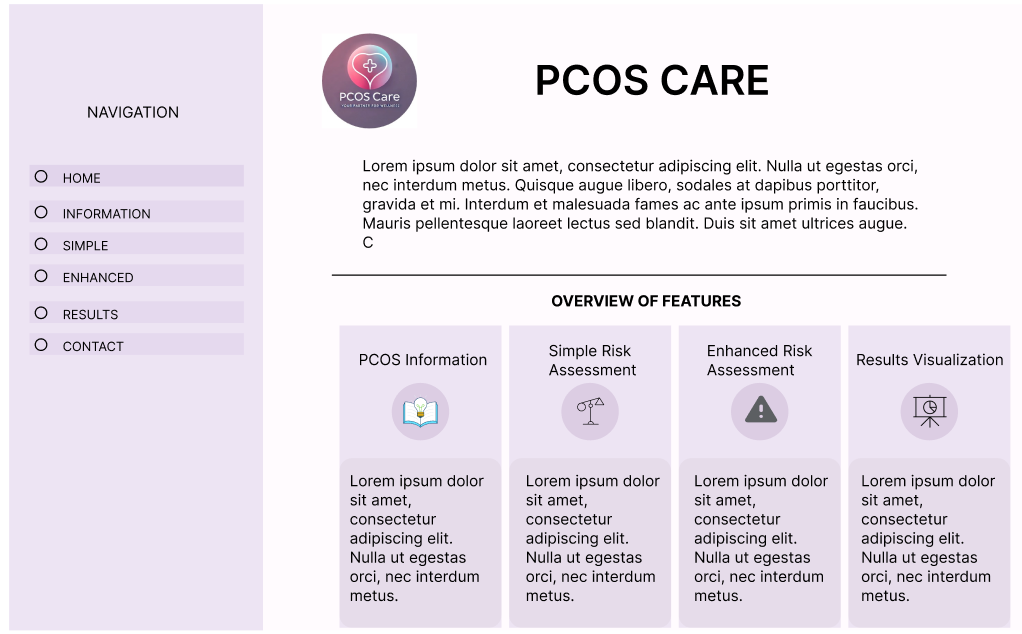 NAVIGATION
HOME
INFORMATION
SIMPLE
ENHANCED
RESULTS
CONTACT
PCOS Care
YOUR PARTNER FOR WELLNESS
PCOS CARE
Lorem ipsum dolor sit amet, consectetur adipiscing elit. Nulla ut egestas orci,
nec interdum metus. Quisque augue libero, sodales at dapibus porttitor,
gravida et mi. Interdum et malesuada fames ac ante ipsum primis in faucibus.
Mauris pellentesque laoreet lectus sed blandit. Duis sit amet ultrices augue.
C
OVERVIEW OF FEATURES
PCOS Information
Lorem ipsum dolor
sit amet,
consectetur
adipiscing elit.
Nulla ut egestas
orci, nec interdum
metus.
Simple Risk
Assessment
Lorem ipsum dolor
sit amet,
consectetur
adipiscing elit.
Nulla ut egestas
orci, nec interdum
metus.
Enhanced Risk
Assessment
Lorem ipsum dolor
sit amet,
consectetur
adipiscing elit.
Nulla ut egestas
orci, nec interdum
metus.
Results Visualization
Lorem ipsum dolor
sit amet,
consectetur
adipiscing elit.
Nulla ut egestas
orci, nec interdum
metus.